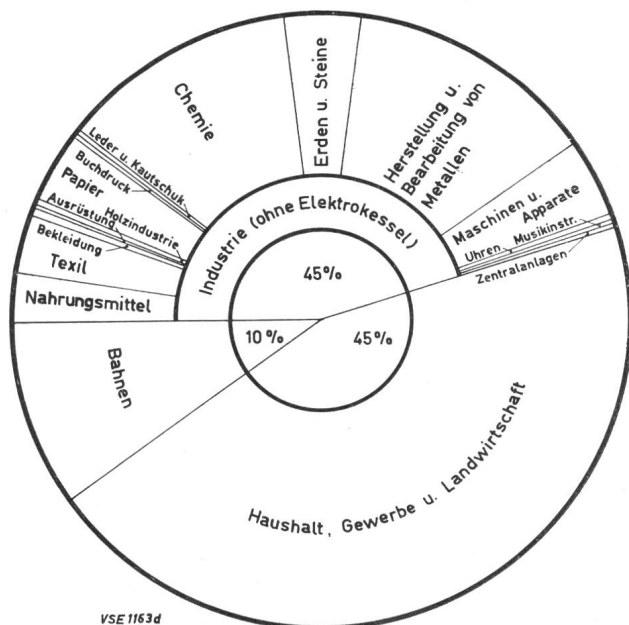 Chemie
Erden u. Steine
Herstellung u.
Bearbeitung von
Metallen
Leder u. Kautschuk
Buchdruck
Papier
Holzindustrie
Ausrüstung
Bekleidung
Texil
Nahrungsmittel
Industrie (ohne Elektrokessel)
Maschinen u.
Apparate
Uhren
Musikinstr.
Zentralanlagen
45%
10%
45%
Bahnen
Haushalt, Gewerbe u. Landwirtschaft
VSE 1163d